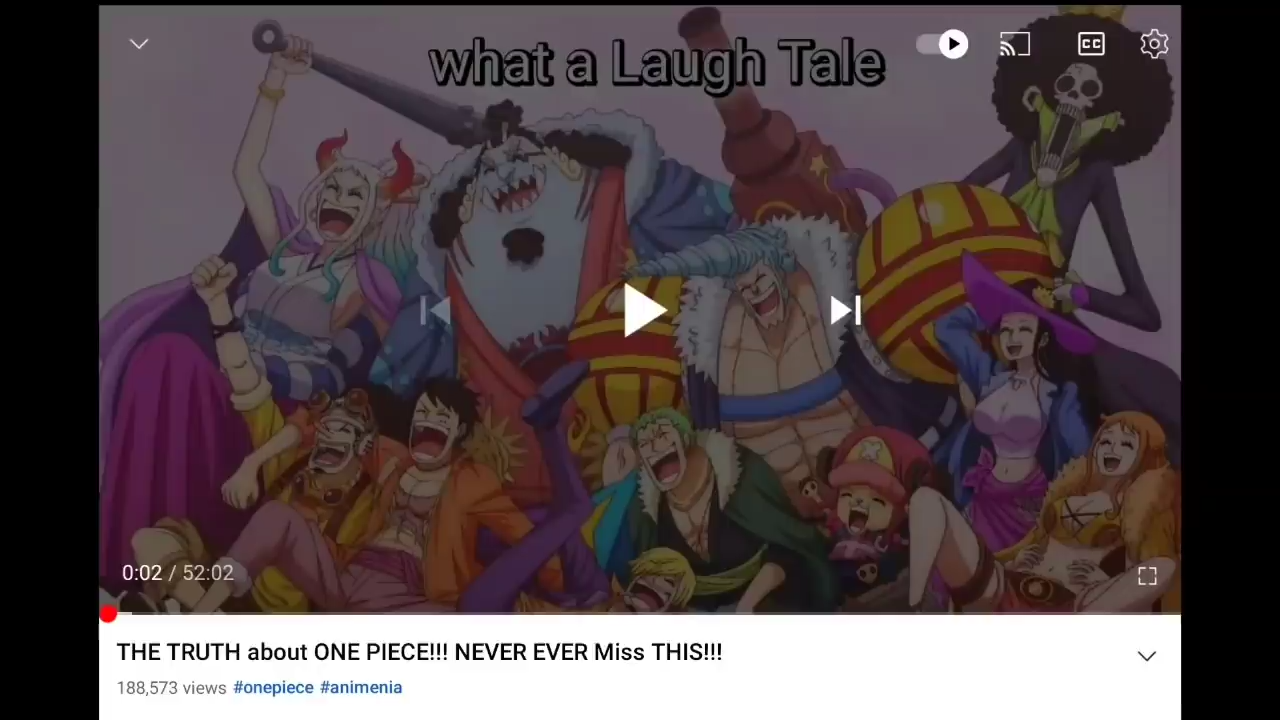 what a Laugh Tale
CC
0:02 / 52:02
THE TRUTH about ONE PIECE!!! NEVER EVER Miss THIS!!!
188,573 views #onepiece #animenia